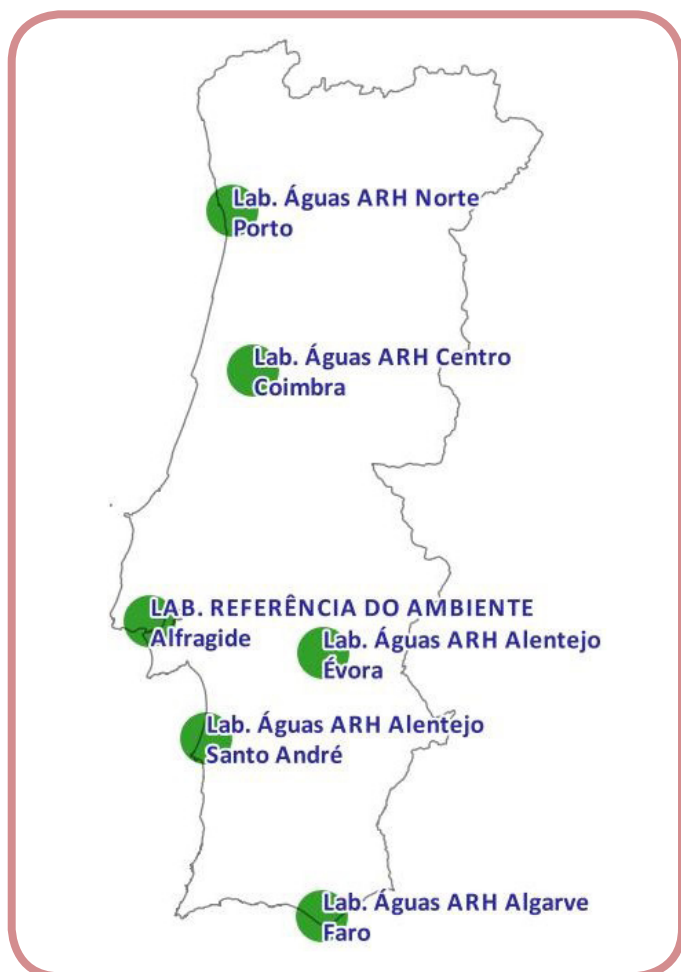 Lab. Águas ARH Norte
Porto
Lab. Águas ARH Centro
Coimbra
LAB. REFERÊNCIA DO AMBIENTE
Alfragide
Lab. Águas ARH Alentejo
Évora
Lab. Águas ARH Alentejo
Santo André
Lab. Águas ARH Algarve
Faro